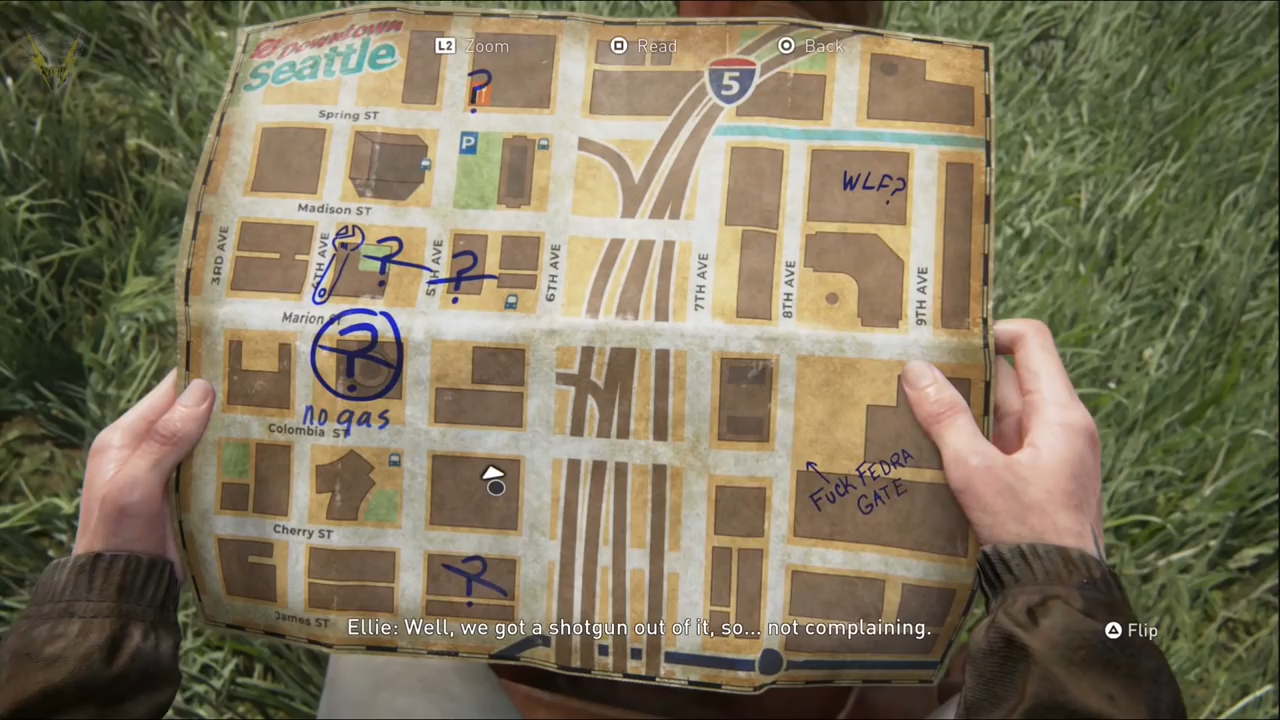 Downtown
Seattle
L2 Zoom
Read
Back
5
?
Spring ST
P
WLF?
Madison ST
3RD AVE
4TH AVE
?
5TH AVE
?
6TH AVE
7TH AVE
8TH AVE
9TH AVE
Marion ST
?
no gas
Colombia ST
FUCK FEDRA
GATE
Cherry ST
?
James ST
Ellie: Well, we got a shotgun out of it, so... not complaining.
Flip